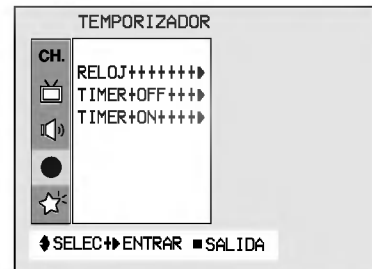 TEMPORIZADOR
CH.
RELOJ+++++++▶
TIMER+OFF+++▶
TIMER+ON++++▶
♦SELEC+▶ENTRAR ■SALIDA